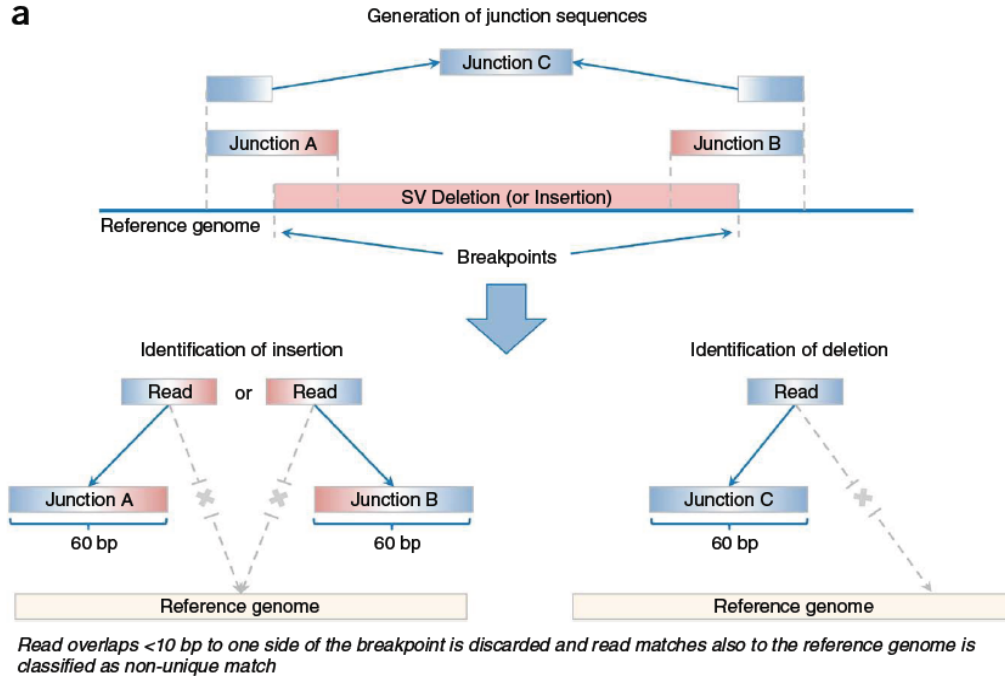 a
Generation of junction sequences
Junction C
Junction A
Junction B
SV Deletion (or Insertion)
Reference genome
Breakpoints
Identification of insertion
Identification of deletion
Read or Read
Read
Junction A
Junction B
Junction C
60 bp
60 bp
60 bp
Reference genome
Reference genome
Read overlaps <10 bp to one side of the breakpoint is discarded and read matches also to the reference genome is
classified as non-unique match